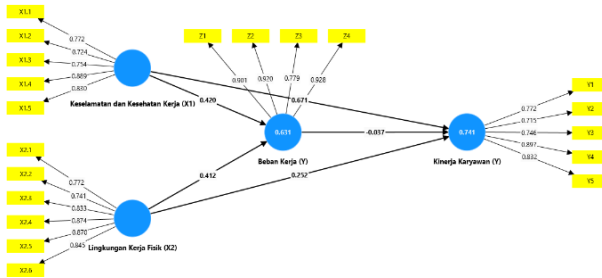 X1.1
X1.2
X1.3
X1.4
X1.5
0.772
0.724
0.754
0.889
0.830
Keselamatan dan Kesehatan Kerja (X1)
Z1
Z2
Z3
Z4
0.901
0.920
0.779
0.928
0.420
0.671
0.631
Beban Kerja (Y)
-0.037
0.741
Kinerja Karyawan (Y)
Y1
Y2
Y3
Y4
Y5
0.772
0.715
0.746
0.897
0.832
0.412
0.252
X2.1
X2.2
X2.3
X2.4
X2.5
X2.6
0.772
0.741
0.833
0.874
0.870
0.845
Lingkungan Kerja Fisik (X2)